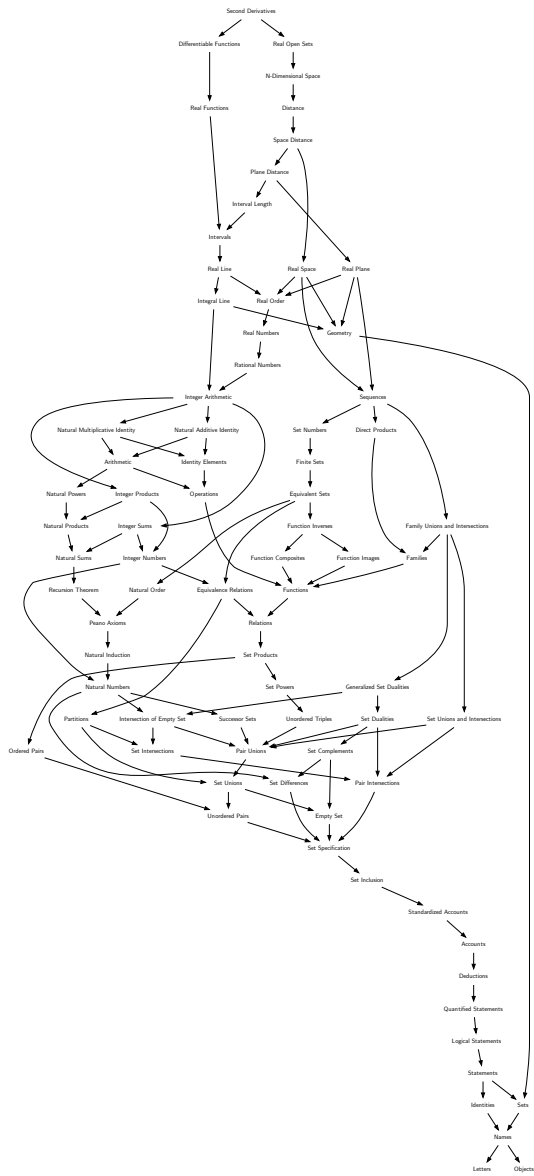 Second Derivatives
Differentiable Functions
Real Open Sets
N-Dimensional Space
Real Functions
Distance
Space Distance
Plane Distance
Interval Length
Intervals
Real Line
Real Space
Real Plane
Integral Line
Real Order
Real Numbers
Geometry
Rational Numbers
Integer Arithmetic
Sequences
Natural Multiplicative Identity
Natural Additive Identity
Set Numbers
Direct Products
Arithmetic
Identity Elements
Finite Sets
Natural Powers
Integer Products
Operations
Equivalent Sets
Natural Products
Integer Sums
Function Inverses
Family Unions and Intersections
Natural Sums
Integer Numbers
Function Composites
Function Images
Families
Recursion Theorem
Natural Order
Equivalence Relations
Functions
Peano Axioms
Relations
Natural Induction
Set Products
Natural Numbers
Set Powers
Generalized Set Dualities
Partitions
Intersection of Empty Set
Successor Sets
Unordered Triples
Set Dualities
Set Unions and Intersections
Ordered Pairs
Set Intersections
Pair Unions
Set Complements
Set Unions
Set Differences
Pair Intersections
Unordered Pairs
Empty Set
Set Specification
Set Inclusion
Standardized Accounts
Accounts
Deductions
Quantified Statements
Logical Statements
Statements
Identities
Sets
Names
Letters
Objects